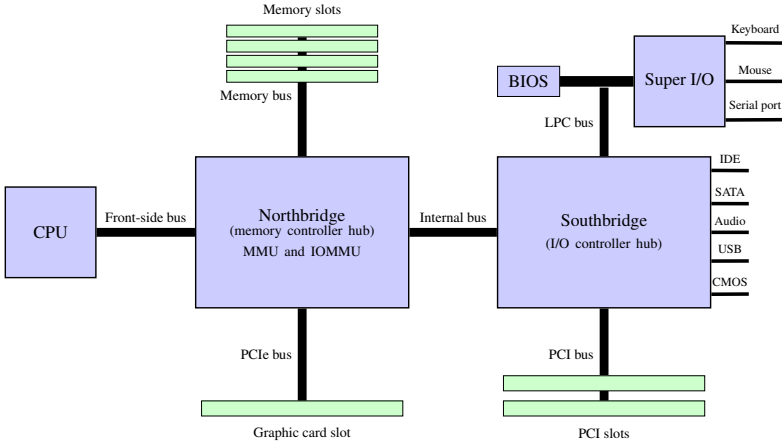 Memory slots
Memory bus
Keyboard
Mouse
Serial port
BIOS
Super I/O
LPC bus
CPU
Front-side bus
Northbridge
(memory controller hub)
MMU and IOMMU
Internal bus
Southbridge
(I/O controller hub)
IDE
SATA
Audio
USB
CMOS
PCIe bus
Graphic card slot
PCI bus
PCI slots